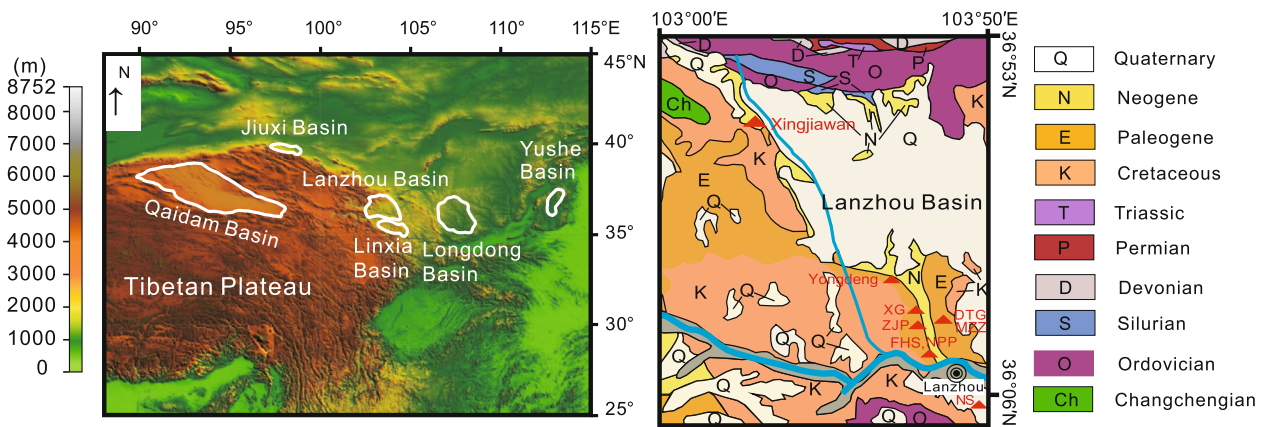 90° 95° 100° 105° 110° 115°E
(m)
8752
8000
7000
6000
5000
4000
3000
2000
1000
0
N
45°N
40°
35°
30°
25°
Jiuxi Basin
Yushe
Basin
Lanzhou Basin
Qaidam Basin
Linxia
Basin
Longdong
Basin
Tibetan Plateau
103°00′E 103°50′E
36°53′N
36°06′N
D D D
Q T P
O S S O
Ch K
Xingjiawan
N Q
K
E
Q
Lanzhou Basin
Yongdeng N E
K Q K
XG DTG
ZJP MFZ
FHS,NPP
Q Q
Q
K K
Lanzhou
Q NS
Q Q O
Q Quaternary
N Neogene
E Paleogene
K Cretaceous
T Triassic
P Permian
D Devonian
S Silurian
O Ordovician
Ch Changchengian